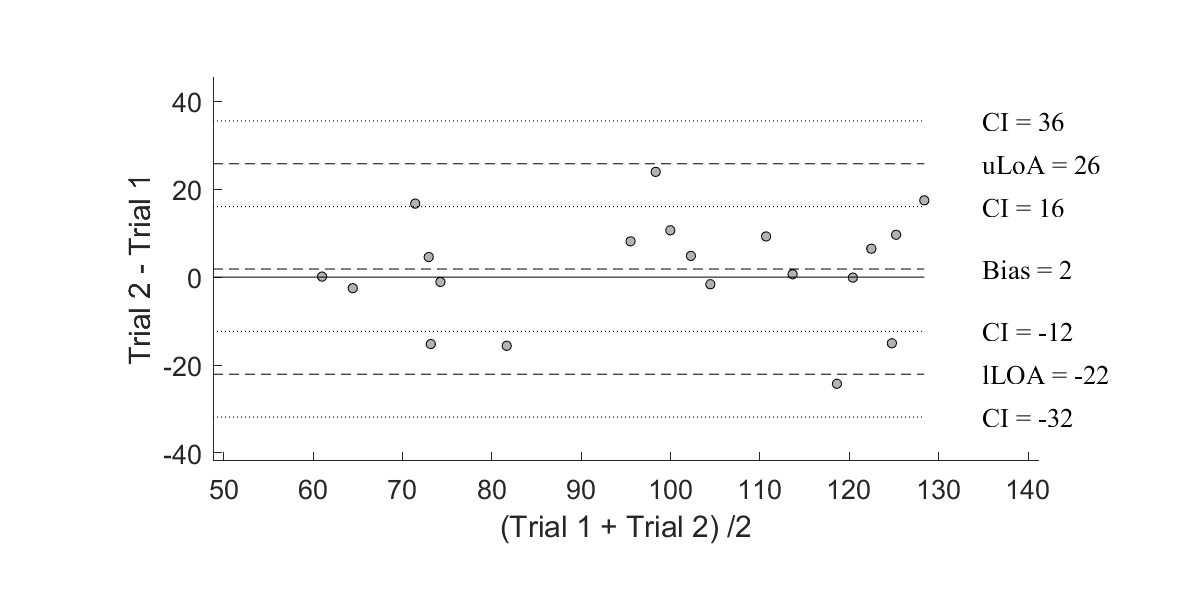 40
20
0
-20
-40
Trial 2 - Trial 1
CI = 36
uLoA = 26
CI = 16
Bias = 2
CI = -12
lLOA = -22
CI = -32
50 60 70 80 90 100 110 120 130 140
(Trial 1 + Trial 2) /2